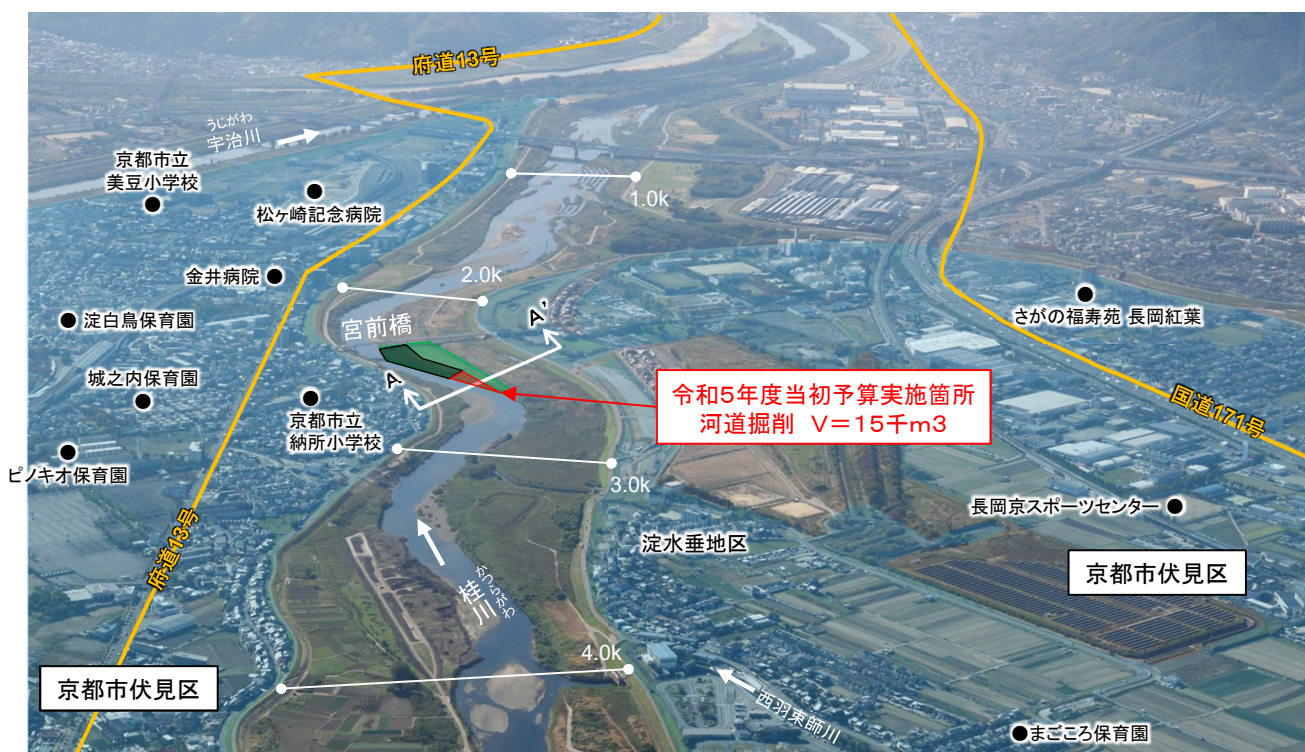 府道13号
うじがわ
宇治川
京都市立
美豆小学校
松ヶ崎記念病院
1.0k
金井病院
2.0k
さがの福寿苑 長岡紅葉
淀白鳥保育園
宮前橋
A'
A
城之内保育園
京都市立
納所小学校
令和5年度当初予算実施箇所
河道掘削 V=15千m3
国道171号
ピノキオ保育園
3.0k
長岡京スポーツセンター
府道13号
淀水垂地区
京都市伏見区
かつらがわ
桂川
4.0k
京都市伏見区
西羽束師川
まごころ保育園